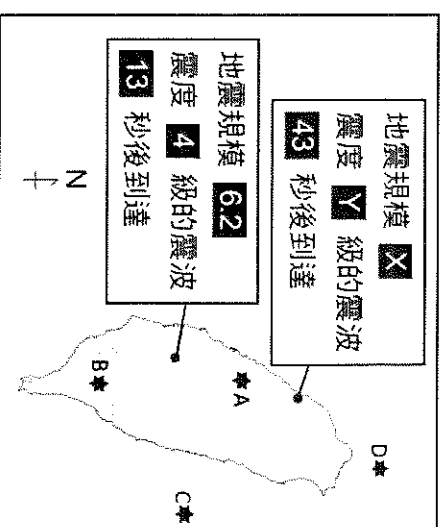 地震規模 X
震度 Y 級的震波
43 秒後到達
地震規模 6.2
震度 4 級的震波
13 秒後到達
N
D
A
B
C